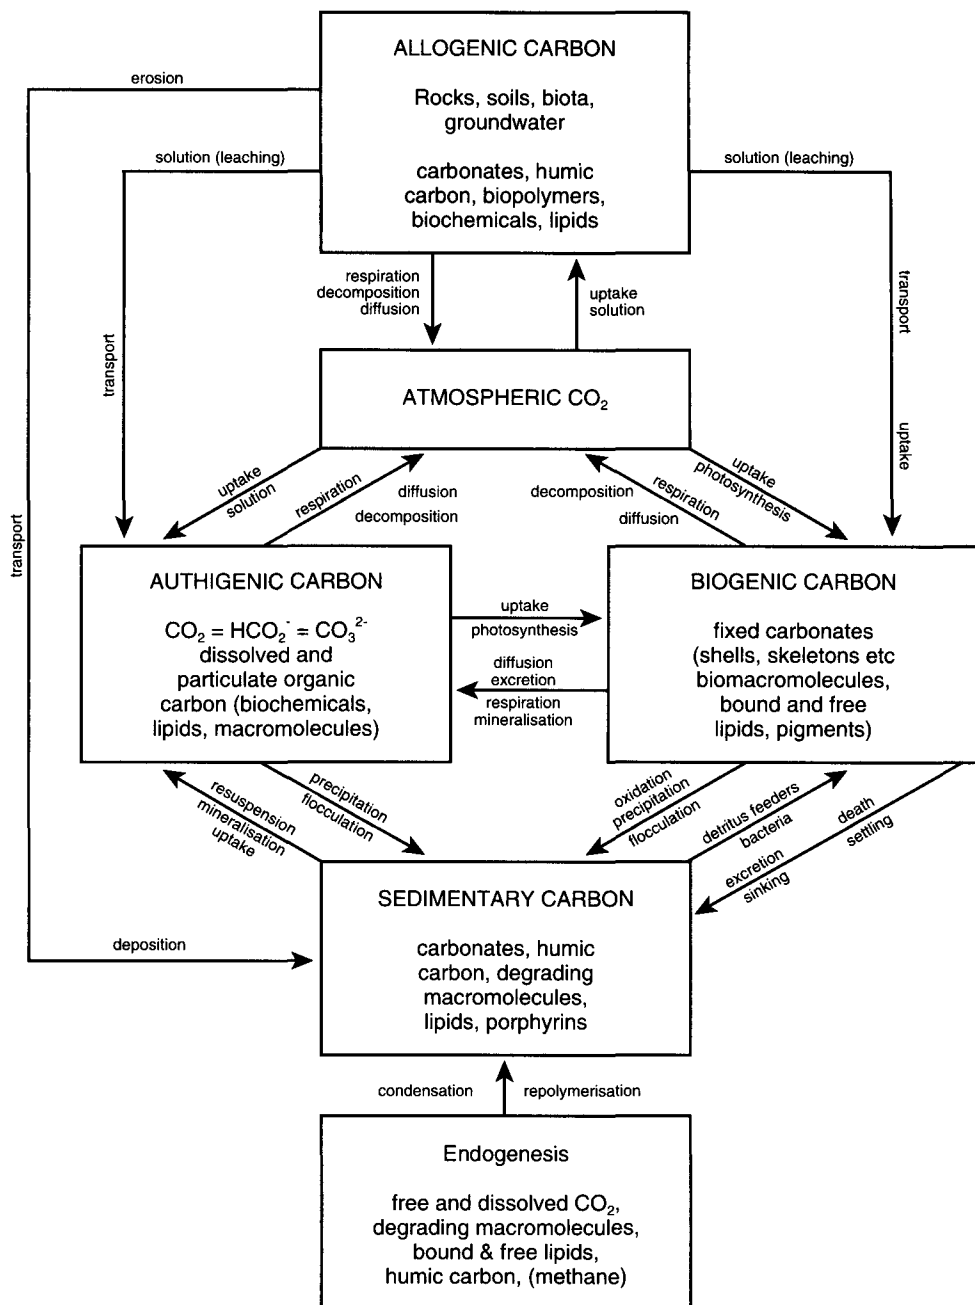 ALLOGENIC CARBON
erosion
Rocks, soils, biota,
groundwater
solution (leaching)
solution (leaching)
carbonates, humic
carbon, biopolymers,
biochemicals, lipids
respiration
decomposition
diffusion
uptake
solution
transport
transport
transport
uptake
ATMOSPHERIC CO₂
uptake
solution
respiration
diffusion
decomposition
decomposition
respiration
diffusion
uptake
photosynthesis
AUTHIGENIC CARBON
CO₂ = HCO₂⁻ = CO₃²⁻
dissolved and
particulate organic
carbon (biochemicals,
lipids, macromolecules)
uptake
photosynthesis
diffusion
excretion
respiration
mineralisation
BIOGENIC CARBON
fixed carbonates
(shells, skeletons etc
biomacromolecules,
bound and free
lipids, pigments)
resuspension
mineralisation
uptake
precipitation
flocculation
oxidation
precipitation
flocculation
detritus feeders
bacteria
death
settling
excretion
sinking
SEDIMENTARY CARBON
deposition
carbonates, humic
carbon, degrading
macromolecules,
lipids, porphyrins
condensation
repolymerisation
Endogenesis
free and dissolved CO₂,
degrading macromolecules,
bound & free lipids,
humic carbon, (methane)